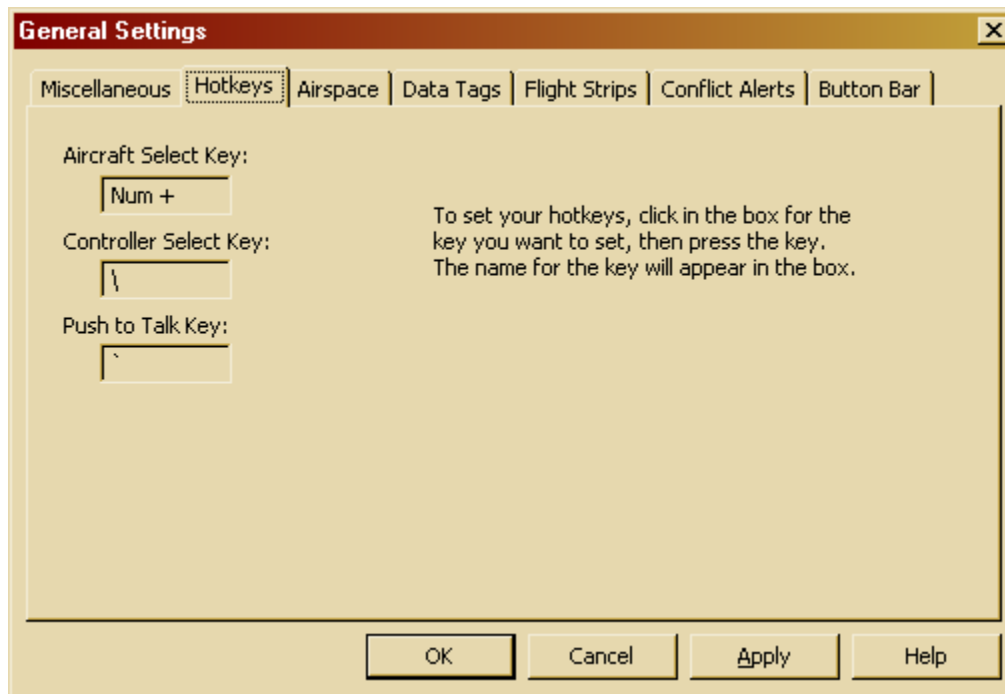 General Settings
Miscellaneous Hotkeys Airspace Data Tags Flight Strips Conflict Alerts Button Bar
Aircraft Select Key:
Num +
Controller Select Key:
\
Push to Talk Key:
`
To set your hotkeys, click in the box for the
key you want to set, then press the key.
The name for the key will appear in the box.
OK Cancel Apply Help